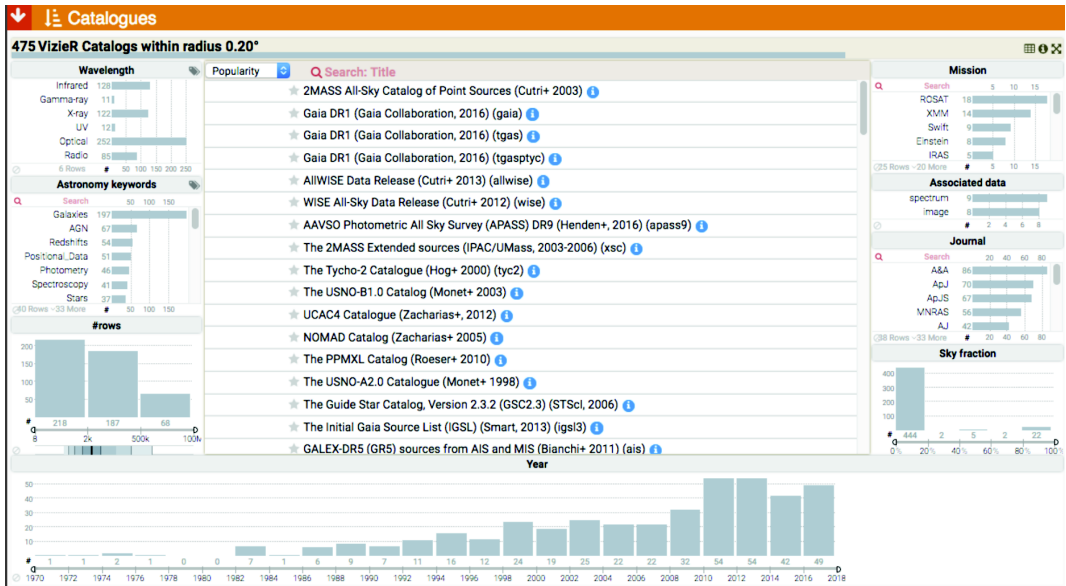 Catalogues
475 VizieR Catalogs within radius 0.20°
Wavelength
Infrared 128
Gamma-ray 11
X-ray 122
UV 12
Optical 252
Radio 85
6 Rows # 50 100 150 200 250
Astronomy keywords
Search 50 100 150
Galaxies 197
AGN 67
Redshifts 54
Positional_Data 51
Photometry 46
Spectroscopy 41
Stars 37
40 Rows −33 More # 50 100 150
#rows
200
150
100
50
# 218 187 68
8 2k 500k 100M
Popularity Search: Title
2MASS All-Sky Catalog of Point Sources (Cutri+ 2003)
Gaia DR1 (Gaia Collaboration, 2016) (gaia)
Gaia DR1 (Gaia Collaboration, 2016) (tgas)
Gaia DR1 (Gaia Collaboration, 2016) (tgasptyc)
AllWISE Data Release (Cutri+ 2013) (allwise)
WISE All-Sky Data Release (Cutri+ 2012) (wise)
AAVSO Photometric All Sky Survey (APASS) DR9 (Henden+, 2016) (apass9)
The 2MASS Extended sources (IPAC/UMass, 2003-2006) (xsc)
The Tycho-2 Catalogue (Hog+ 2000) (tyc2)
The USNO-B1.0 Catalog (Monet+ 2003)
UCAC4 Catalogue (Zacharias+, 2012)
NOMAD Catalog (Zacharias+ 2005)
The PPMXL Catalog (Roeser+ 2010)
The USNO-A2.0 Catalogue (Monet+ 1998)
The Guide Star Catalog, Version 2.3.2 (GSC2.3) (STScI, 2006)
The Initial Gaia Source List (IGSL) (Smart, 2013) (igsl3)
GALEX-DR5 (GR5) sources from AIS and MIS (Bianchi+ 2011) (ais)
Mission
Search 5 10 15
ROSAT 18
XMM 14
Swift 9
Einstein 8
IRAS 5
25 Rows −20 More # 5 10 15
Associated data
spectrum 9
image 8
# 2 4 6 8
Journal
Search 20 40 60 80
A&A 86
ApJ 70
ApJS 67
MNRAS 56
AJ 42
38 Rows −33 More # 20 40 60 80
Sky fraction
400
300
200
100
# 444 2 5 2 22
0% 20% 40% 60% 80% 100%
Year
50
40
30
20
10
# 1 1 2 1 0 0 7 1 6 9 7 11 16 12 24 19 25 22 22 32 54 54 42 49
1970 1972 1974 1976 1978 1980 1982 1984 1986 1988 1990 1992 1994 1996 1998 2000 2002 2004 2006 2008 2010 2012 2014 2016 2018